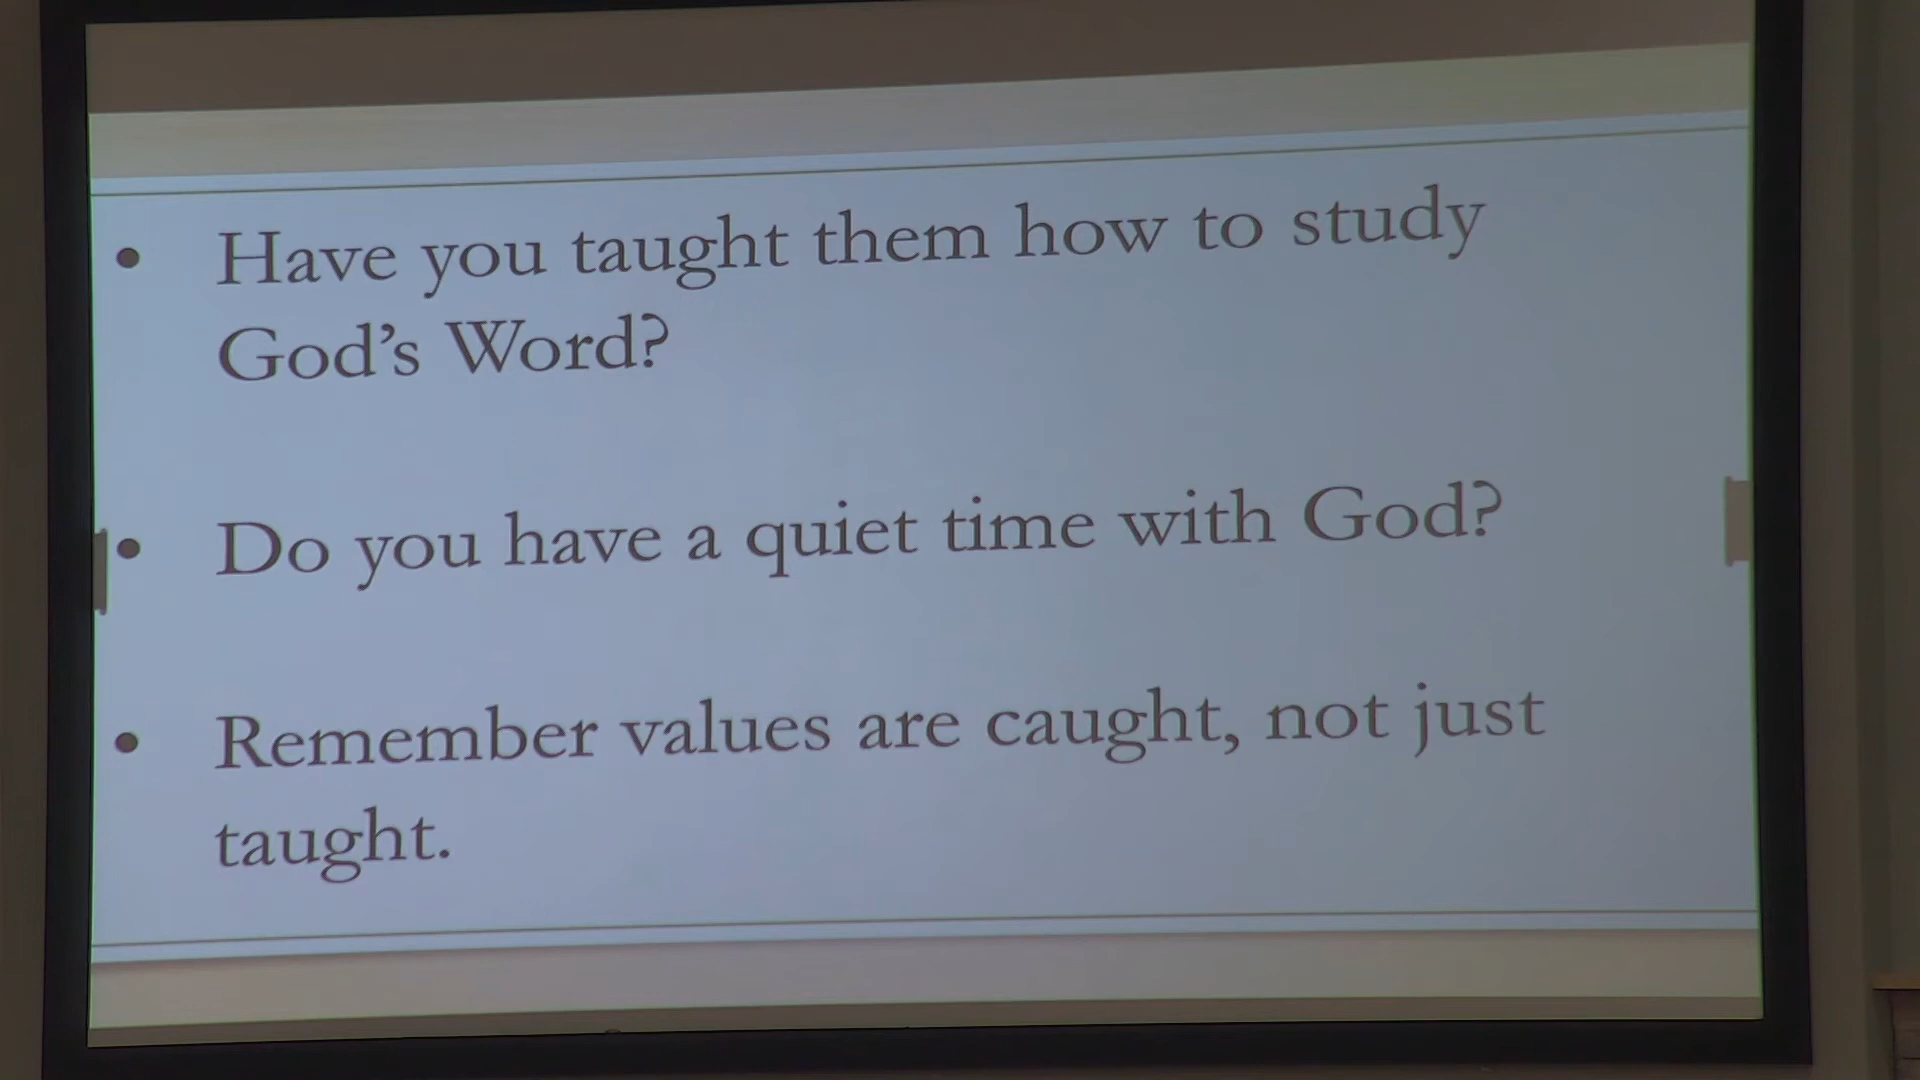 • Have you taught them how to study
God’s Word?
• Do you have a quiet time with God?
• Remember values are caught, not just
taught.